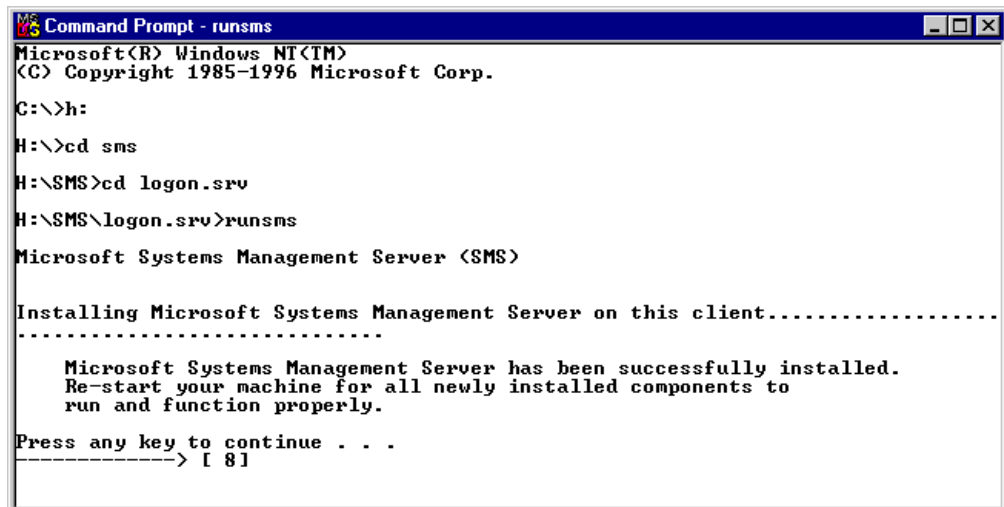 Command Prompt - runsms
Microsoft(R) Windows NT(TM)
(C) Copyright 1985-1996 Microsoft Corp.
C:\>h:
H:\>cd sms
H:\SMS>cd logon.srv
H:\SMS\logon.srv>runsms
Microsoft Systems Management Server (SMS)
Installing Microsoft Systems Management Server on this client...................
..............................
Microsoft Systems Management Server has been successfully installed.
Re-start your machine for all newly installed components to
run and function properly.
Press any key to continue . . .
-------------> [ 8]